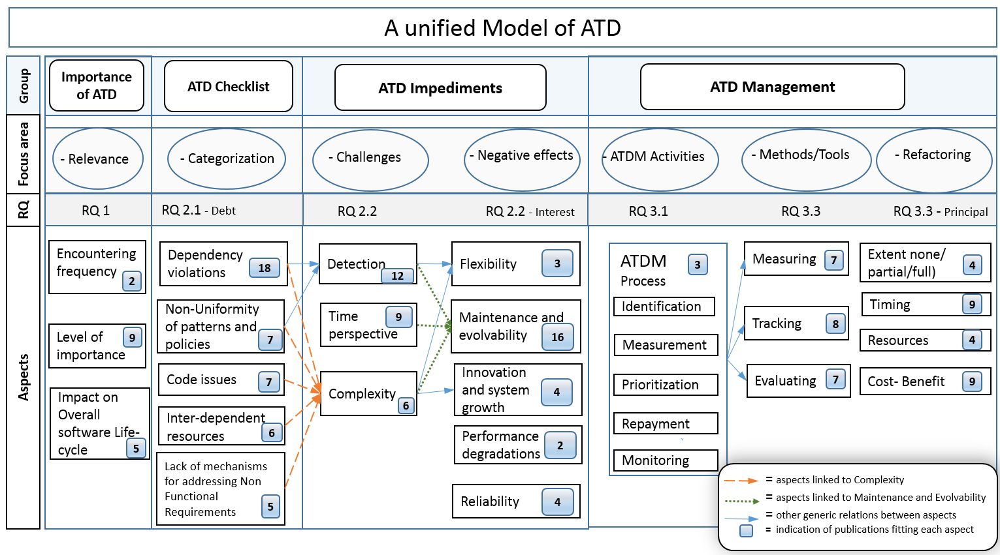 A unified Model of ATD
Group
Importance
of ATD
ATD Checklist
ATD Impediments
ATD Management
Focus area
- Relevance
- Categorization
- Challenges
- Negative effects
- ATDM Activities
- Methods/Tools
- Refactoring
RQ
RQ 1
RQ 2.1 - Debt
RQ 2.2
RQ 2.2 - Interest
RQ 3.1
RQ 3.3
RQ 3.3 - Principal
Aspects
Encountering
frequency
2
Level of
importance
9
Impact on
Overall
software Life-
cycle
5
Dependency
violations
18
Non-Uniformity
of patterns and
policies
7
Code issues
7
Inter-dependent
resources
6
Lack of mechanisms
for addressing Non
Functional
Requirements
5
Detection
12
Time
perspective
9
Complexity
6
Flexibility
3
Maintenance and
evolvability
16
Innovation
and system
growth
4
Performance
degradations
2
Reliability
4
ATDM
Process
3
Identification
Measurement
Prioritization
Repayment
Monitoring
Measuring
7
Tracking
8
Evaluating
7
Extent none/
partial/full)
4
Timing
9
Resources
4
Cost- Benefit
9
= aspects linked to Complexity
= aspects linked to Maintenance and Evolvability
= other generic relations between aspects
= indication of publications fitting each aspect